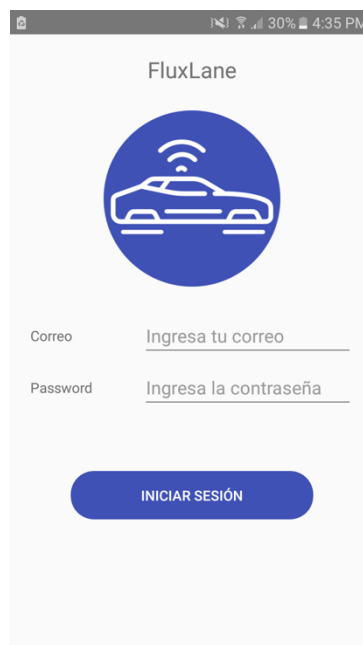 30% 4:35 PM
FluxLane
Correo Ingresa tu correo
Password Ingresa la contraseña
INICIAR SESIÓN